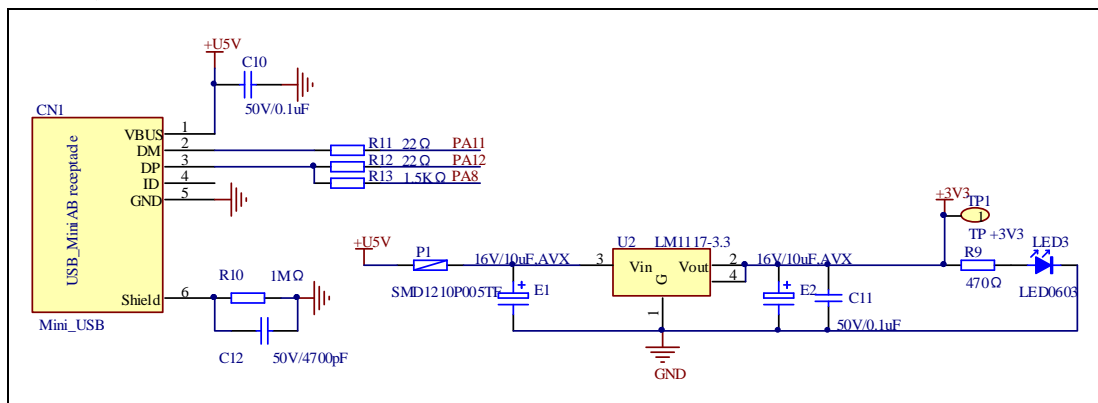 +U5V
C10
50V/0.1uF
CN1
USB_MiniAB receptacle
VBUS 1
DM 2
DP 3
ID 4
GND 5
Shield 6
Mini_USB
R11 22Ω PA11
R12 22Ω PA12
R13 1.5KΩ PA8
R10 1MΩ
C12 50V/4700pF
+U5V
P1
SMD1210P005TF
16V/10uF,AVX
E1
U2 LM1117-3.3
3 Vin Vout 2
4
G
1
GND
16V/10uF,AVX
E2
C11
50V/0.1uF
+3V3
TP1
1
TP +3V3
R9
470Ω
LED3
LED0603